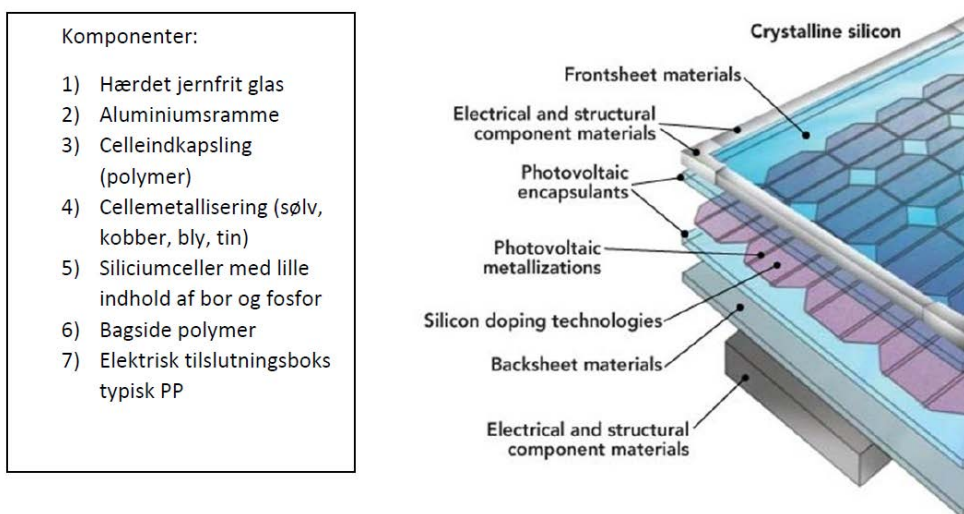 Komponenter:
1) Hærdet jernfrit glas
2) Aluminiumsramme
3) Celleindkapsling
(polymer)
4) Cellemetallisering (sølv,
kobber, bly, tin)
5) Siliciumceller med lille
indhold af bor og fosfor
6) Bagside polymer
7) Elektrisk tilslutningsboks
typisk PP
Crystalline silicon
Frontsheet materials
Electrical and structural
component materials
Photovoltaic
encapsulants
Photovoltaic
metallizations
Silicon doping technologies
Backsheet materials
Electrical and structural
component materials